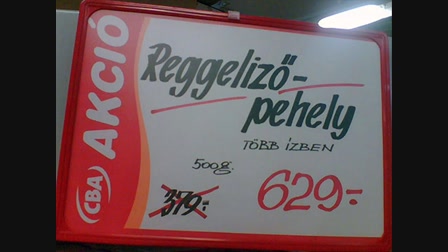 CBA AKCIÓ
Reggeliző-
pehely
TÖBB ÍZBEN
500g.
379.-
629.-